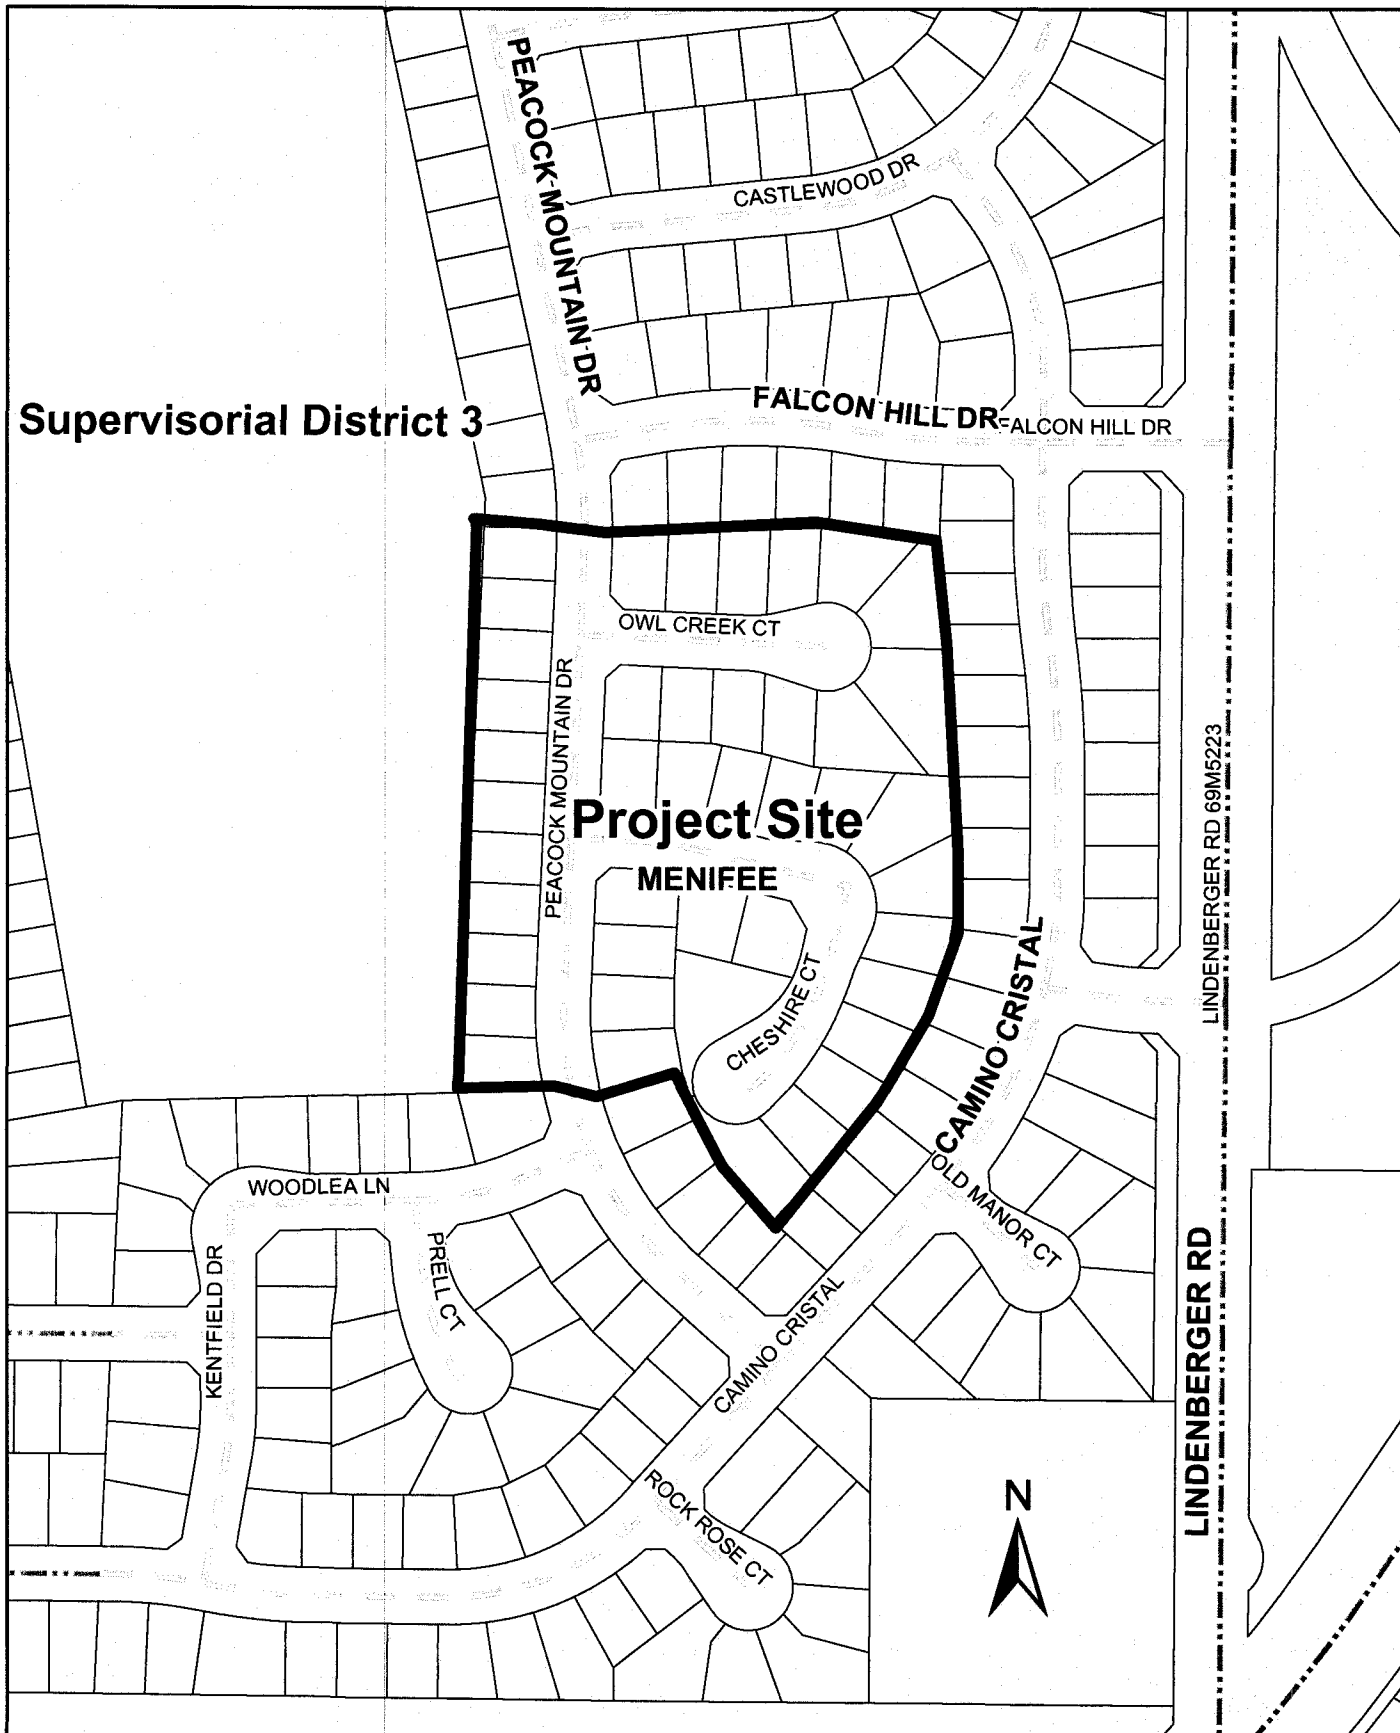 PEACOCK MOUNTAIN DR
CASTLEWOOD DR
Supervisorial District 3
FALCON HILL DR
FALCON HILL DR
OWL CREEK CT
PEACOCK MOUNTAIN DR
Project Site
MENIFEE
LINDENBERGER RD 69M5223
CHESHIRE CT
CAMINO CRISTAL
OLD MANOR CT
WOODLEA LN
PRELL CT
KENTFIELD DR
CAMINO CRISTAL
LINDENBERGER RD
ROCK ROSE CT
N